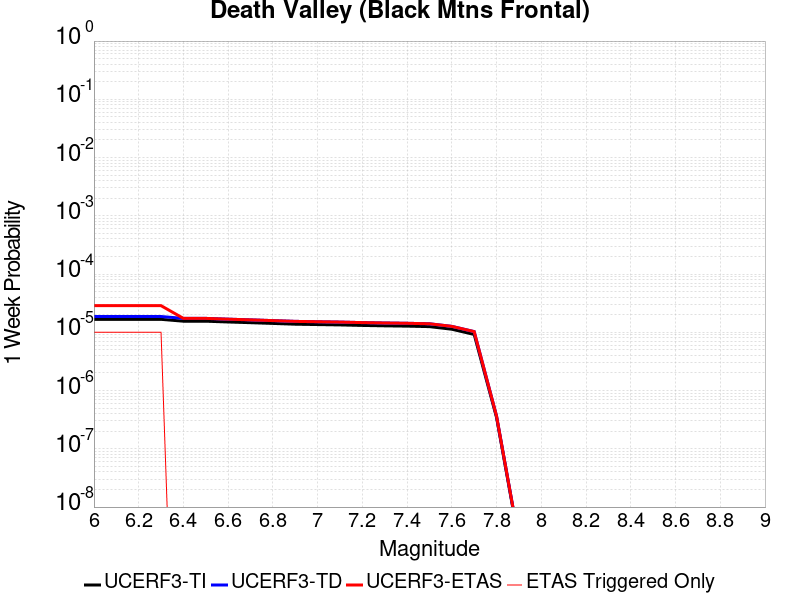 Death Valley (Black Mtns Frontal)
10^0
10^-1
10^-2
10^-3
10^-4
10^-5
10^-6
10^-7
10^-8
1 Week Probability
6 6.2 6.4 6.6 6.8 7 7.2 7.4 7.6 7.8 8 8.2 8.4 8.6 8.8 9
Magnitude
UCERF3-TI UCERF3-TD UCERF3-ETAS ETAS Triggered Only